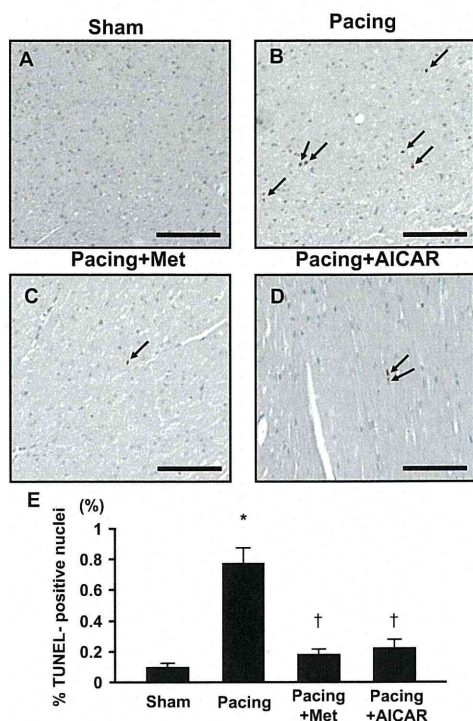 Sham
Pacing
A
B
Pacing+Met
Pacing+AICAR
C
D
E
(%)
% TUNEL- positive nuclei
1
0.8
0.6
0.4
0.2
0
*
†
†
Sham
Pacing
Pacing
+Met
Pacing
+AICAR